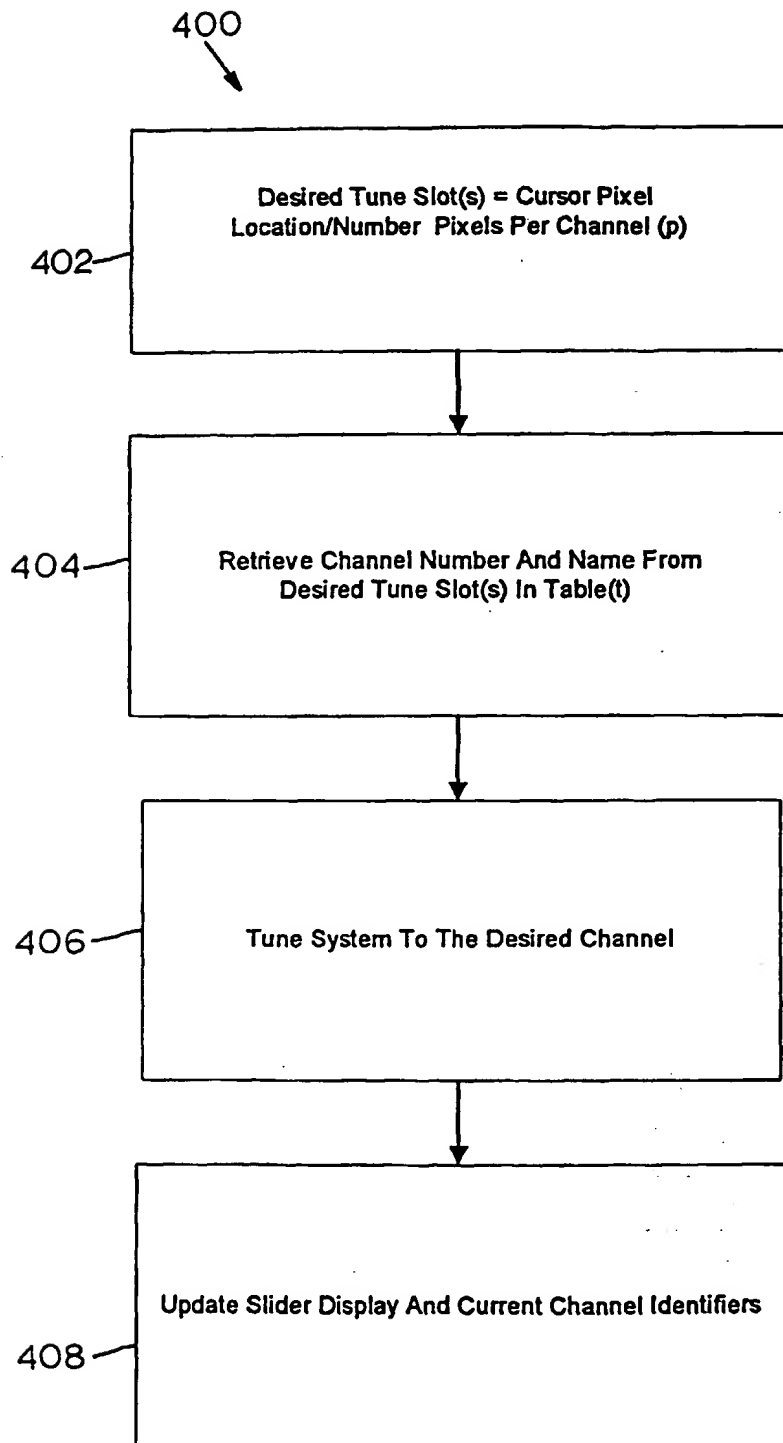 400
Desired Tune Slot(s) = Cursor Pixel
Location/Number Pixels Per Channel (p)
402
Retrieve Channel Number And Name From
Desired Tune Slot(s) In Table(t)
404
Tune System To The Desired Channel
406
Update Slider Display And Current Channel Identifiers
408